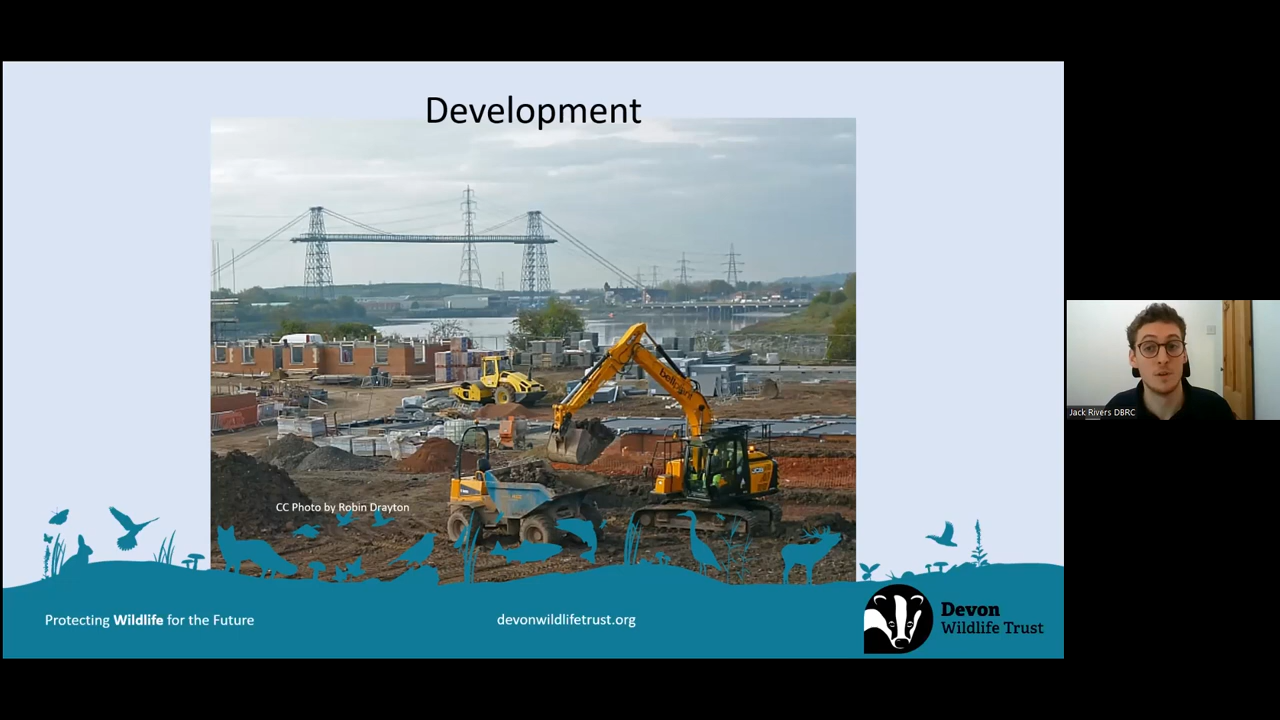 Development
CC Photo by Robin Drayton
Protecting Wildlife for the Future
devonwildlifetrust.org
Devon
Wildlife Trust
Jack Rivers DBRC